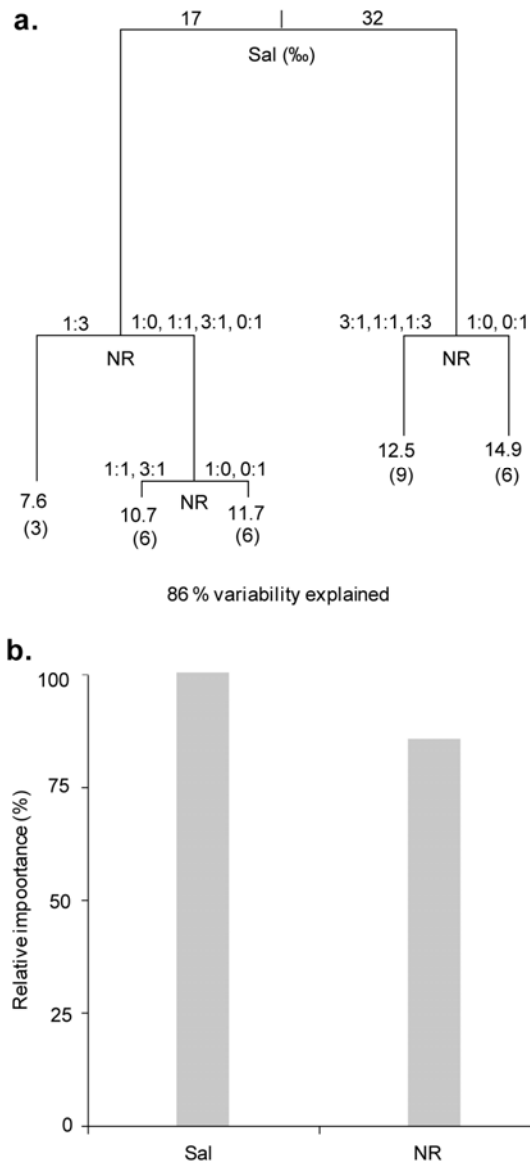 a.
17 | 32
Sal (‰)
1:3 1:0, 1:1, 3:1, 0:1 3:1, 1:1, 1:3 1:0, 0:1
NR NR
12.5 14.9
(9) (6)
1:1, 3:1 1:0, 0:1
7.6 NR
(3) 10.7 11.7
(6) (6)
86 % variability explained
b.
Relative impoortance (%)
100
75
50
25
0
Sal NR